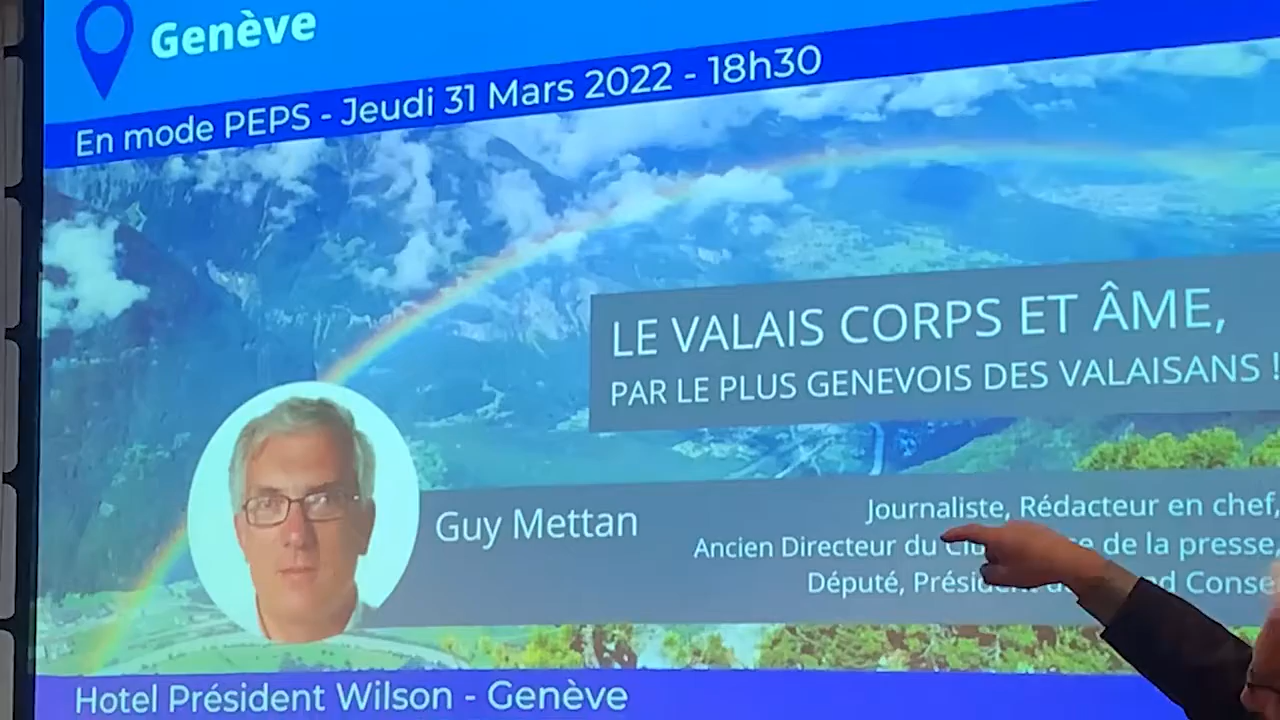 Genève
En mode PEPS - Jeudi 31 Mars 2022 - 18h30
LE VALAIS CORPS ET ÂME,
PAR LE PLUS GENEVOIS DES VALAISANS !
Guy Mettan
Journaliste, Rédacteur en chef,
Ancien Directeur du de la presse,
Député,
Hotel Président Wilson - Genève